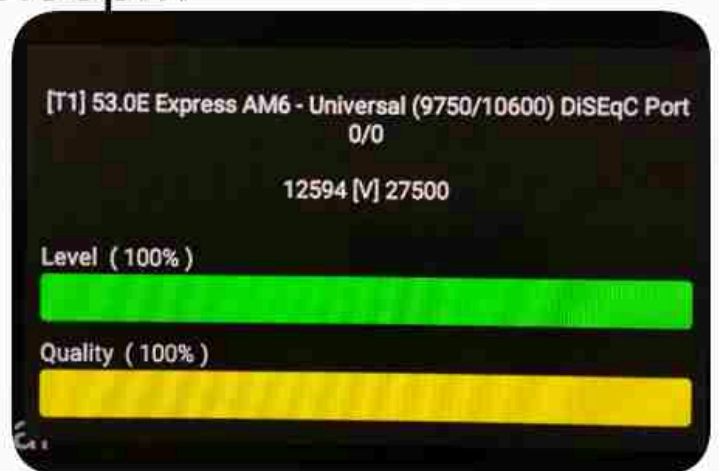 [T1] 53.0E Express AM6 - Universal (9750/10600) DiSEqC Port
0/0
12594 [V] 27500
Level ( 100% )
Quality ( 100% )